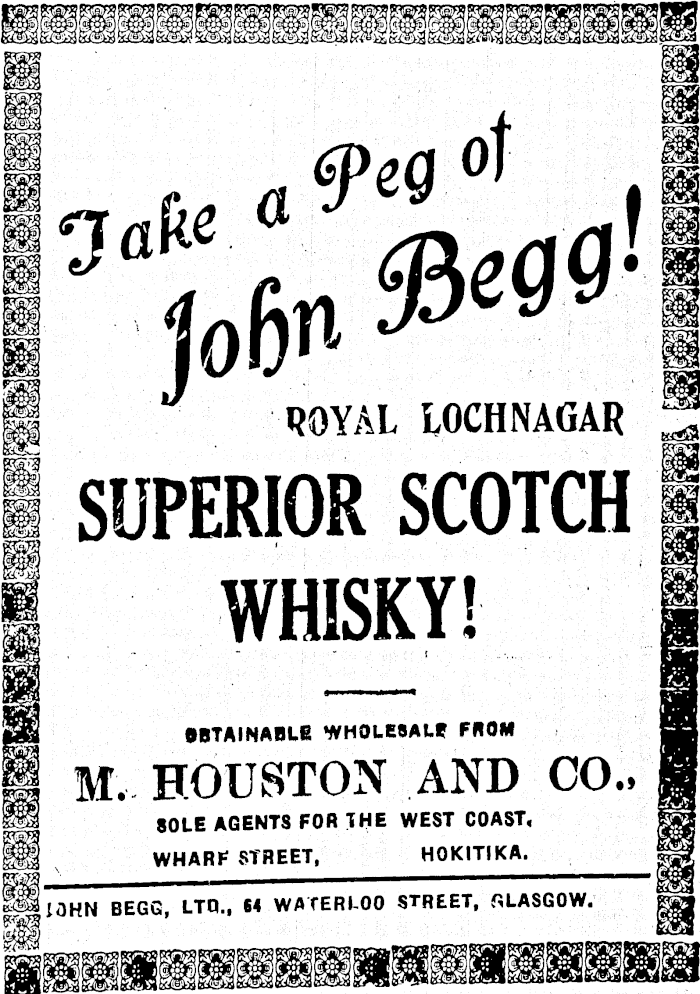 Take a Peg of
John Begg!
ROYAL LOCHNAGAR
SUPERIOR SCOTCH
WHISKY!
OBTAINABLE WHOLESALE FROM
M. HOUSTON AND CO.,
SOLE AGENTS FOR THE WEST COAST,
WHARF STREET, HOKITIKA.
JOHN BEGG, LTD., 64 WATERLOO STREET, GLASGOW.